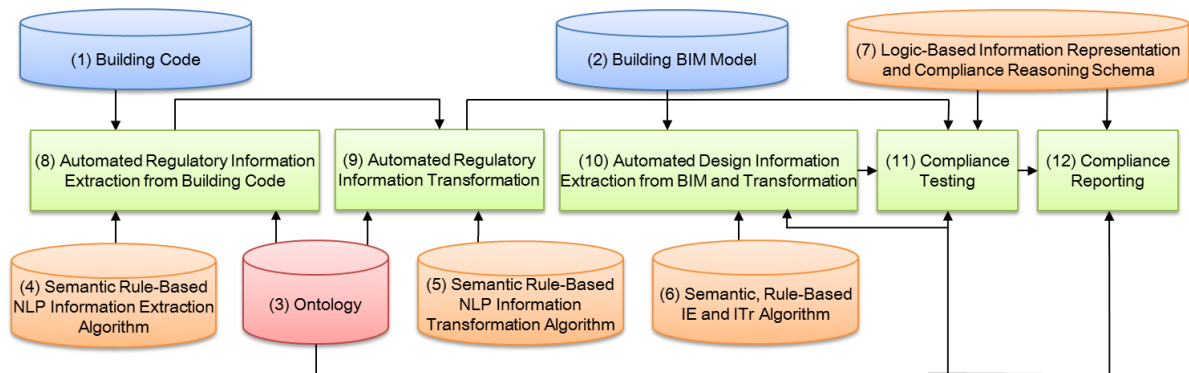 (1) Building Code
(2) Building BIM Model
(7) Logic-Based Information Representation
and Compliance Reasoning Schema
(8) Automated Regulatory Information
Extraction from Building Code
(9) Automated Regulatory
Information Transformation
(10) Automated Design Information
Extraction from BIM and Transformation
(11) Compliance
Testing
(12) Compliance
Reporting
(4) Semantic Rule-Based
NLP Information Extraction
Algorithm
(3) Ontology
(5) Semantic Rule-Based
NLP Information
Transformation Algorithm
(6) Semantic, Rule-Based
IE and ITr Algorithm